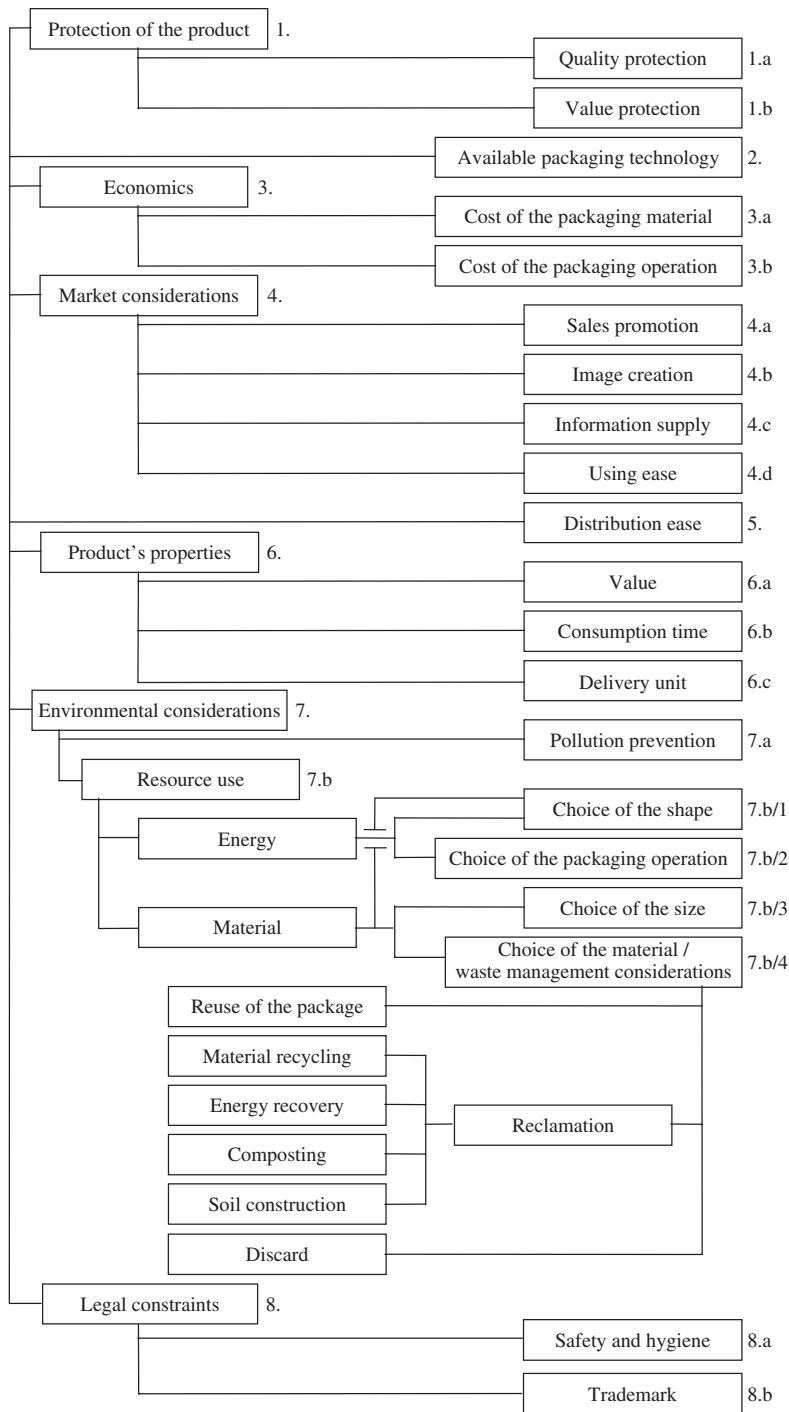 Protection of the product 1.
Quality protection 1.a
Value protection 1.b
Available packaging technology 2.
Economics 3.
Cost of the packaging material 3.a
Cost of the packaging operation 3.b
Market considerations 4.
Sales promotion 4.a
Image creation 4.b
Information supply 4.c
Using ease 4.d
Distribution ease 5.
Product's properties 6.
Value 6.a
Consumption time 6.b
Delivery unit 6.c
Environmental considerations 7.
Pollution prevention 7.a
Resource use 7.b
Choice of the shape 7.b/1
Energy
Choice of the packaging operation 7.b/2
Choice of the size 7.b/3
Material
Choice of the material /
waste management considerations 7.b/4
Reuse of the package
Material recycling
Energy recovery
Reclamation
Composting
Soil construction
Discard
Legal constraints 8.
Safety and hygiene 8.a
Trademark 8.b